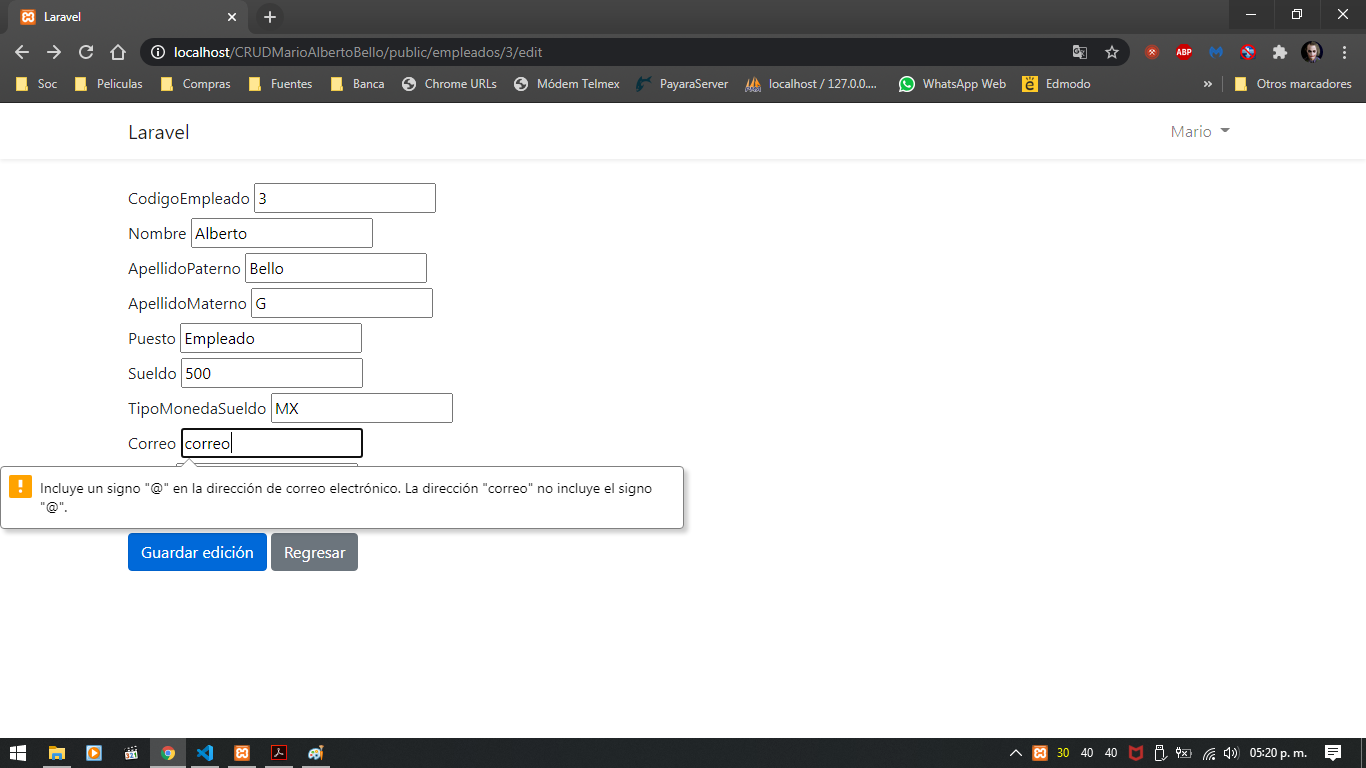 Laravel
localhost/CRUDMarioAlbertoBello/public/empleados/3/edit
ABP
Soc
Peliculas
Compras
Fuentes
Banca
Chrome URLs
Módem Telmex
PayaraServer
localhost / 127.0.0....
WhatsApp Web
Edmodo
»
Otros marcadores
Laravel
Mario
CodigoEmpleado 3
Nombre Alberto
ApellidoPaterno Bello
ApellidoMaterno G
Puesto Empleado
Sueldo 500
TipoMonedaSueldo MX
Correo correo
Incluye un signo "@" en la dirección de correo electrónico. La dirección "correo" no incluye el signo
"@".
Guardar edición
Regresar
30 40 40
05:20 p. m.